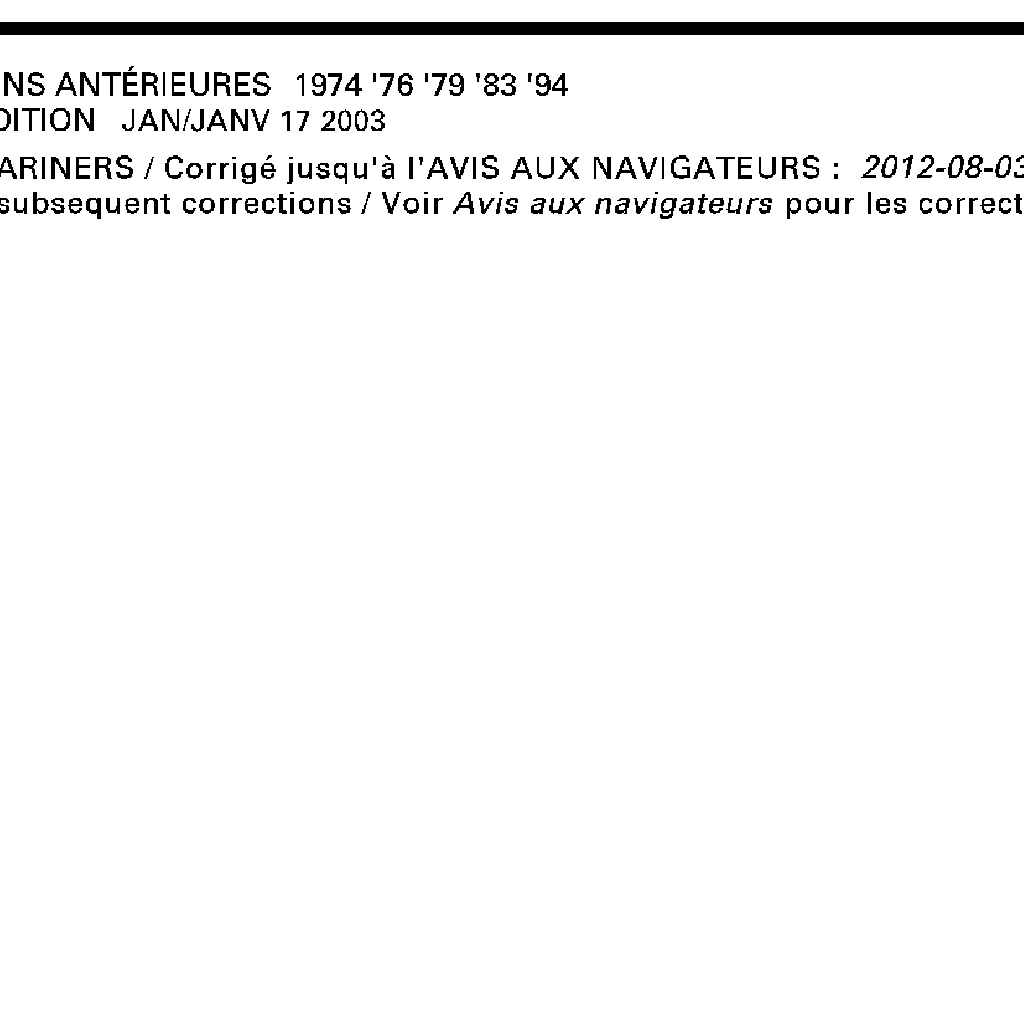 NS ANTÉRIEURES 1974 '76 '79 '83 '94
DITION JAN/JANV 17 2003
ARINERS / Corrigé jusqu'à l'AVIS AUX NAVIGATEURS : 2012-08-03
subsequent corrections / Voir Avis aux navigateurs pour les correct